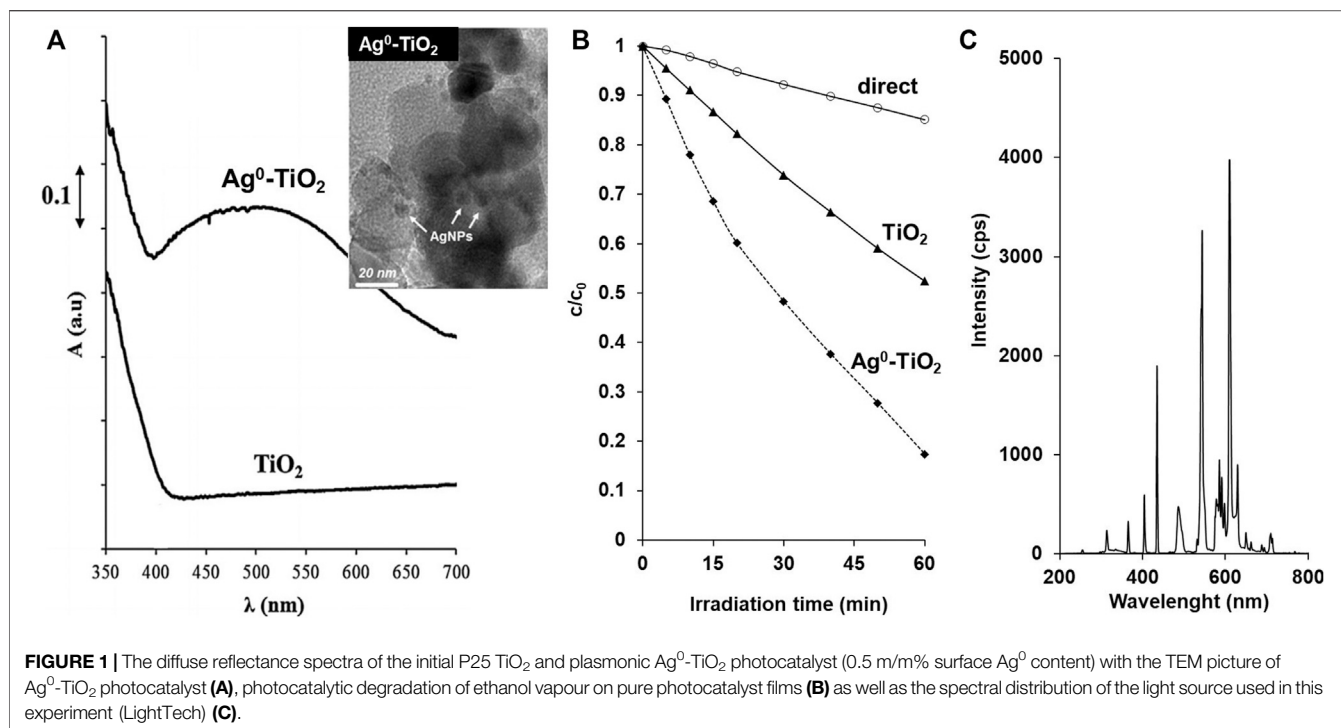 A
Ag⁰-TiO₂
AgNPs
20 nm
0.1
Ag⁰-TiO₂
TiO₂
A (a.u)
350 400 450 500 550 600 650 700
λ (nm)
B
1
0.9
0.8
0.7
0.6
0.5
0.4
0.3
0.2
0.1
0
c/c₀
direct
TiO₂
Ag⁰-TiO₂
0 15 30 45 60
Irradiation time (min)
C
5000
4000
3000
2000
1000
0
Intensity (cps)
200 400 600 800
Wavelenght (nm)
FIGURE 1 | The diffuse reflectance spectra of the initial P25 TiO₂ and plasmonic Ag⁰-TiO₂ photocatalyst (0.5 m/m% surface Ag⁰ content) with the TEM picture of
Ag⁰-TiO₂ photocatalyst (A), photocatalytic degradation of ethanol vapour on pure photocatalyst films (B) as well as the spectral distribution of the light source used in this
experiment (LightTech) (C).